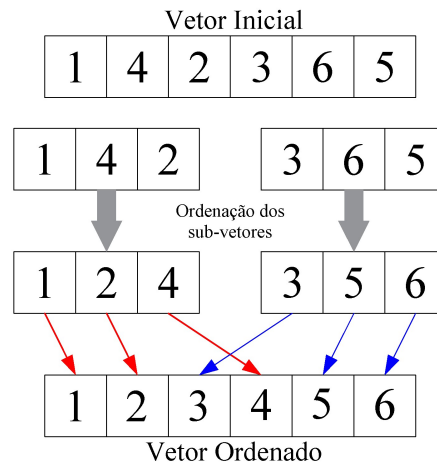 Vetor Inicial
1 4 2 3 6 5
1 4 2 3 6 5
Ordenação dos
sub-vetores
1 2 4 3 5 6
1 2 3 4 5 6
Vetor Ordenado